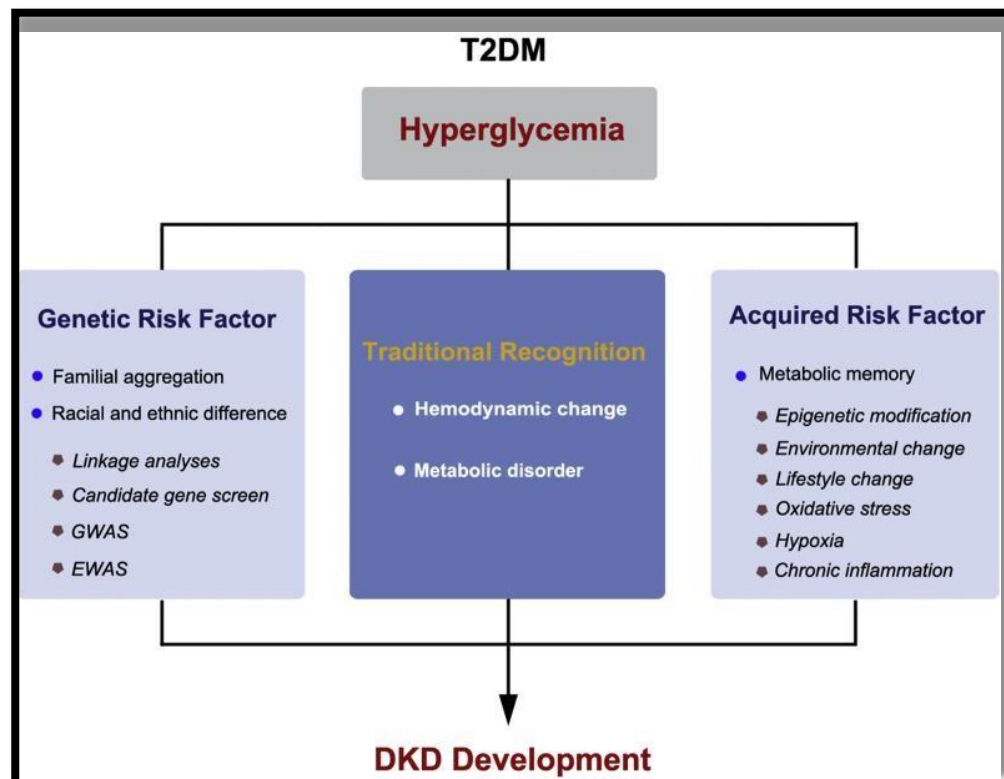 T2DM
Hyperglycemia
Genetic Risk Factor
Familial aggregation
Racial and ethnic difference
Linkage analyses
Candidate gene screen
GWAS
EWAS
Traditional Recognition
Hemodynamic change
Metabolic disorder
Acquired Risk Factor
Metabolic memory
Epigenetic modification
Environmental change
Lifestyle change
Oxidative stress
Hypoxia
Chronic inflammation
DKD Development